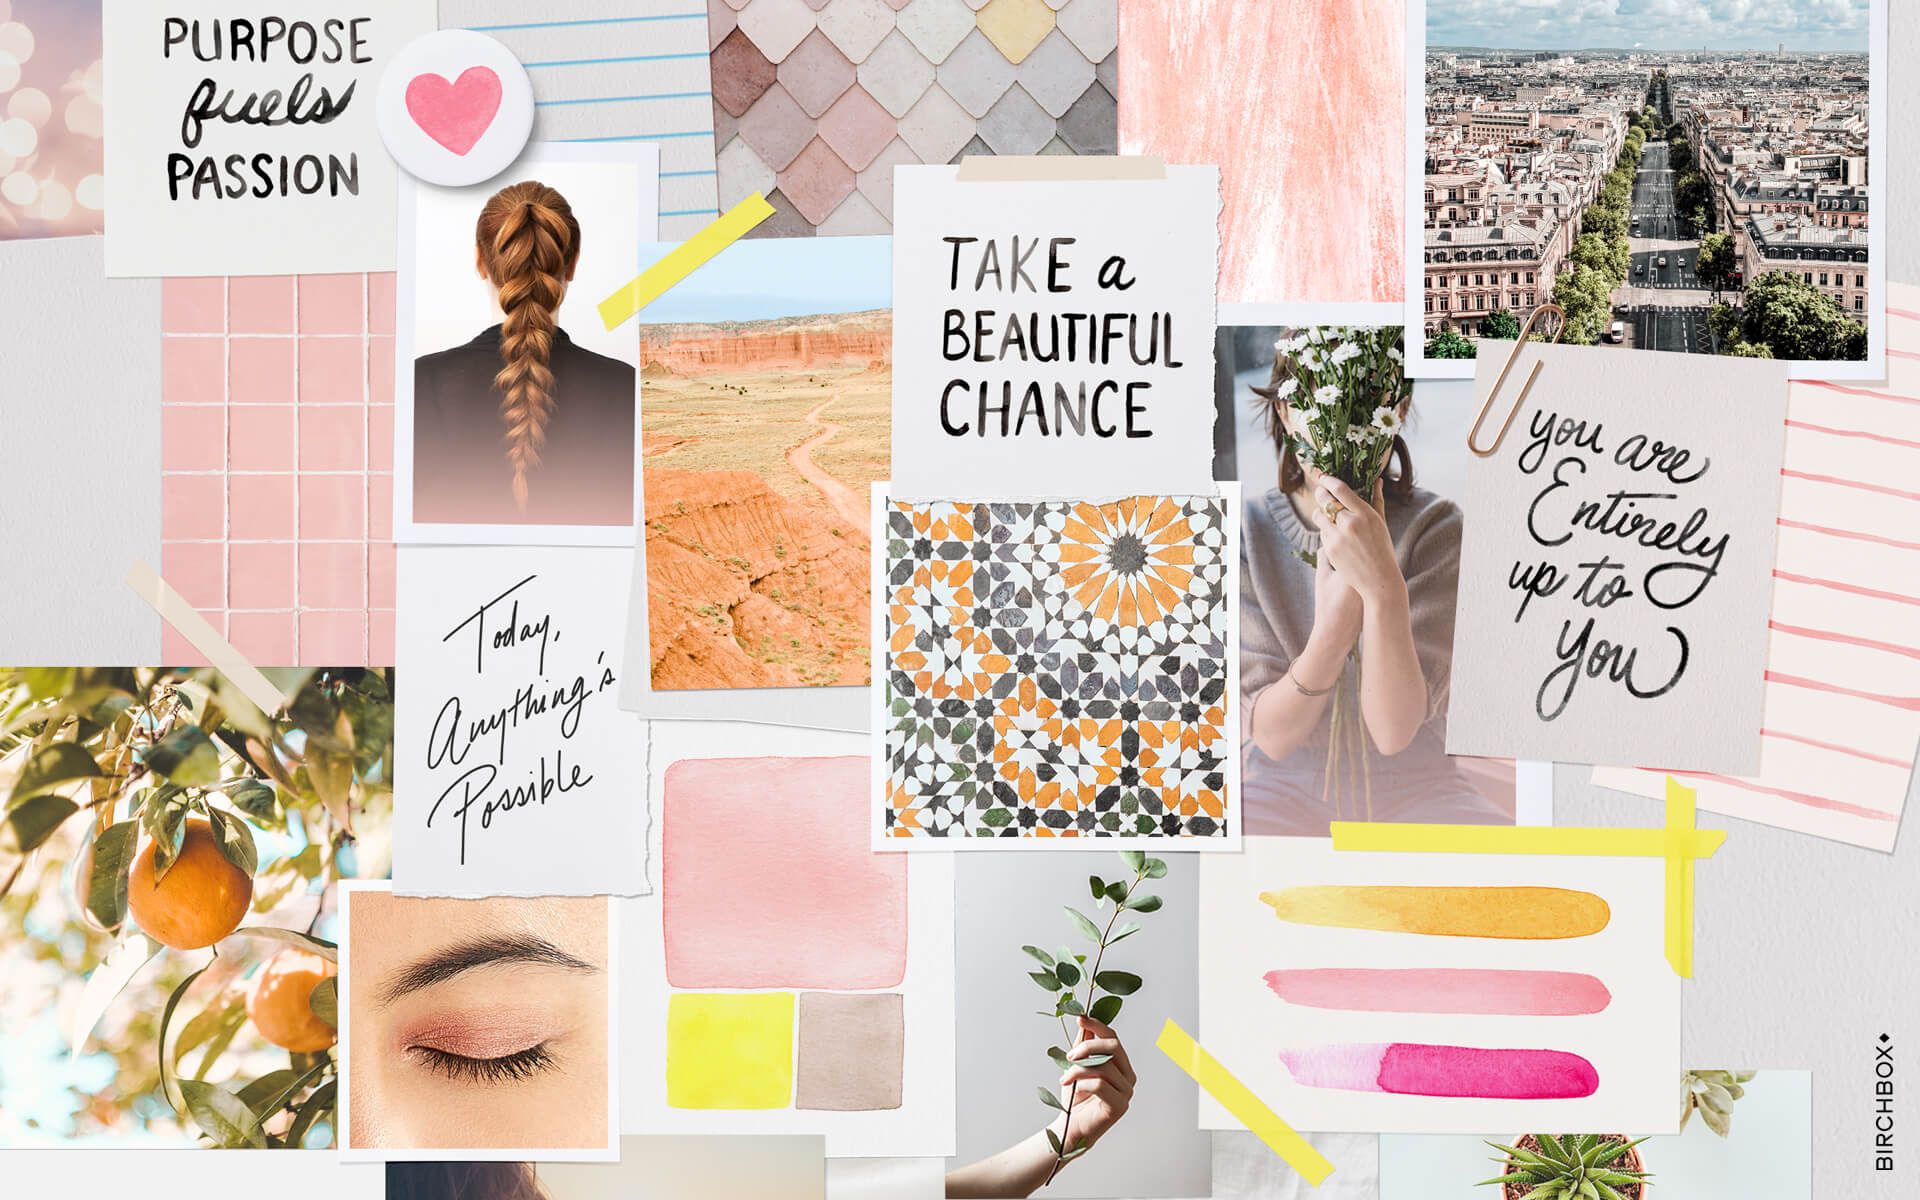 PURPOSE
fuels
PASSION
TAKE a
BEAUTIFUL
CHANCE
you are
Entirely
up to
You
Today,
Anything's
Possible
BIRCHBOX